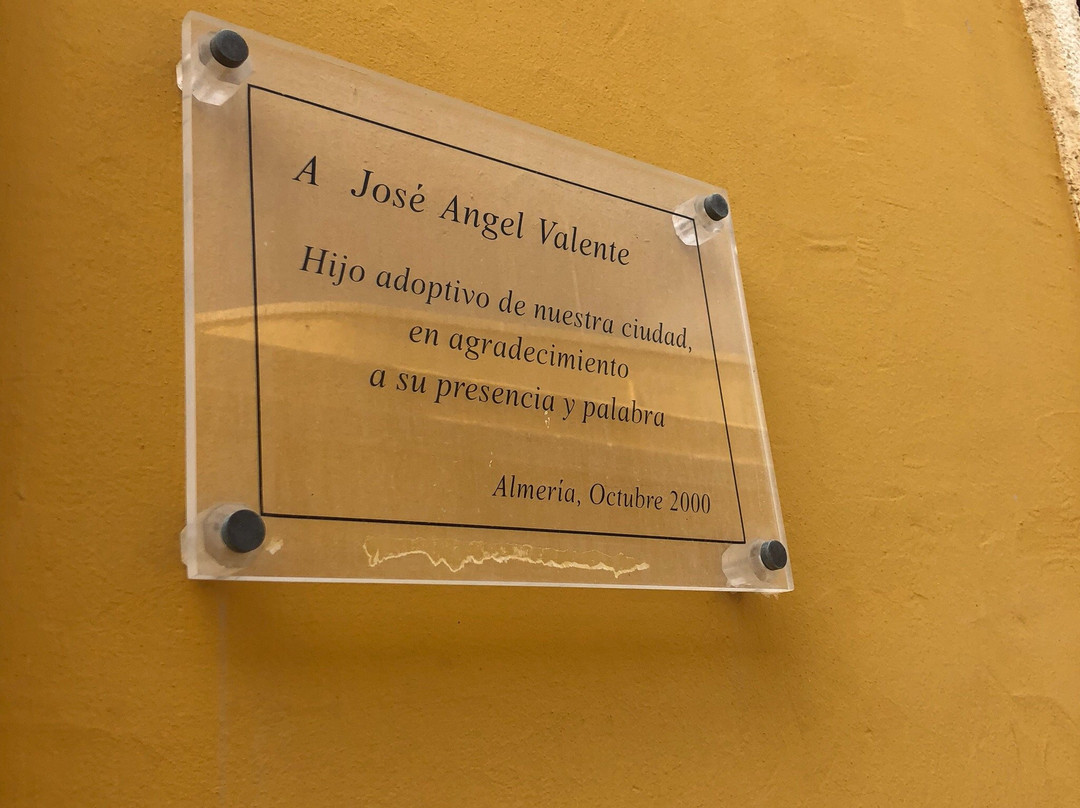 A José Angel Valente
Hijo adoptivo de nuestra ciudad,
en agradecimiento
a su presencia y palabra
Almería, Octubre 2000